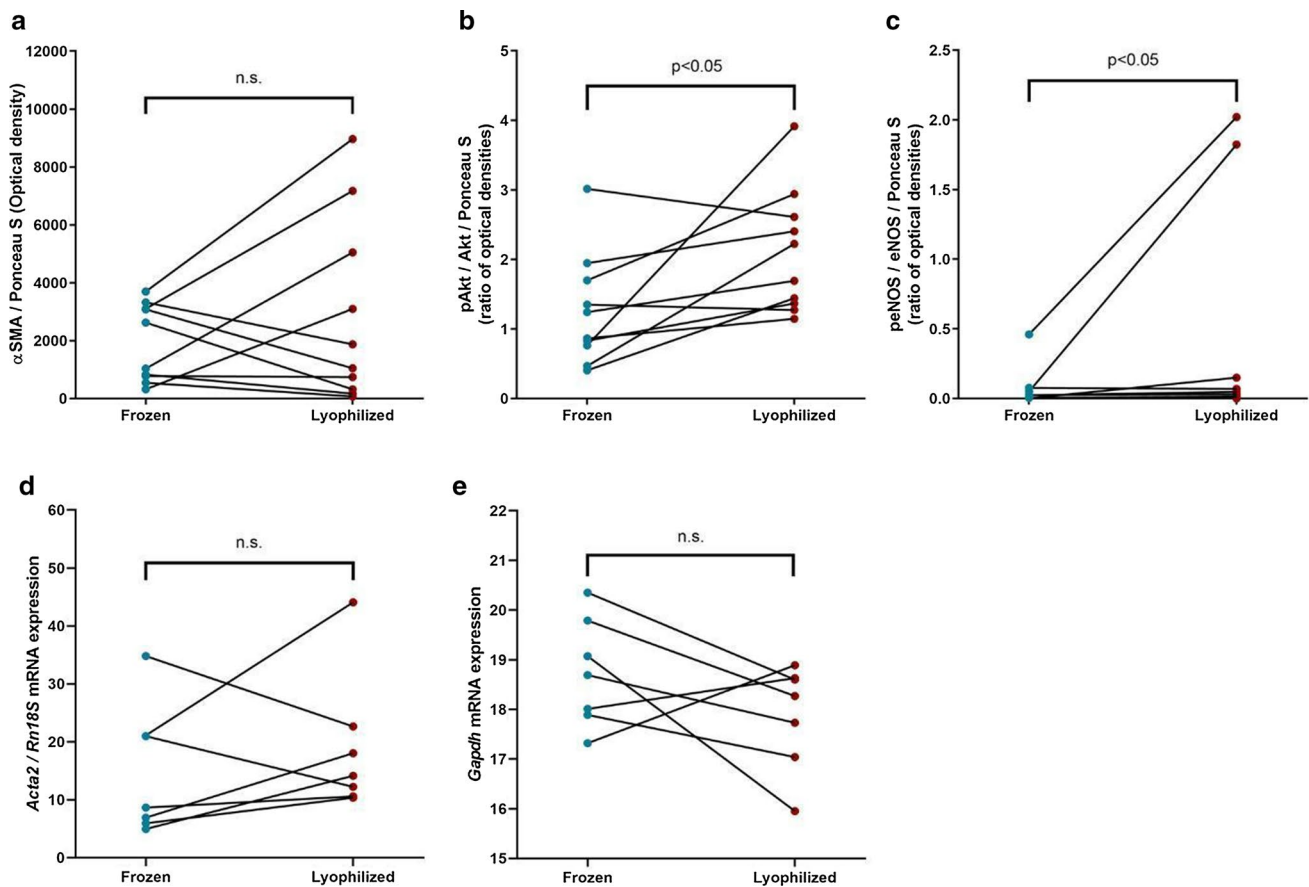 a
αSMA / Ponceau S (Optical density)
12000
10000
8000
6000
4000
2000
0
n.s.
Frozen
Lyophilized
b
pAkt / Akt / Ponceau S
(ratio of optical densities)
5
4
3
2
1
0
p<0.05
Frozen
Lyophilized
c
peNOS / eNOS / Ponceau S
(ratio of optical densities)
2.5
2.0
1.5
1.0
0.5
0.0
p<0.05
Frozen
Lyophilized
d
Acta2 / Rn18S mRNA expression
60
50
40
30
20
10
0
n.s.
Frozen
Lyophilized
e
Gapdh mRNA expression
22
21
20
19
18
17
16
15
n.s.
Frozen
Lyophilized